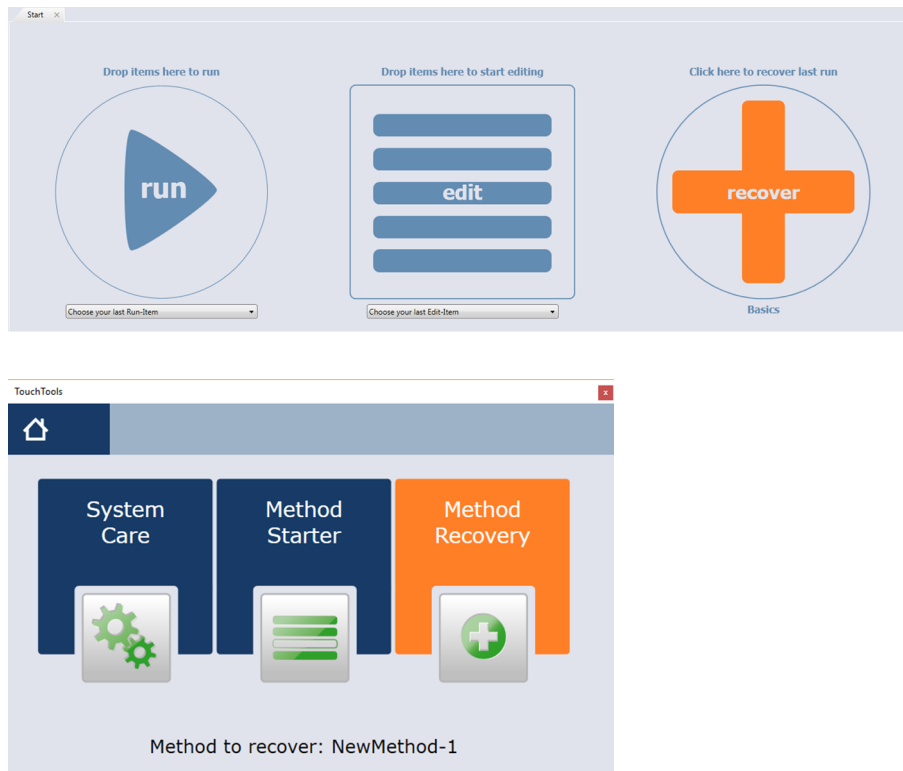 Start
Drop items here to run
Drop items here to start editing
Click here to recover last run
run
edit
recover
Choose your last Run-Item
Choose your last Edit-Item
Basics
TouchTools
x
System
Care
Method
Starter
Method
Recovery
Method to recover: NewMethod-1